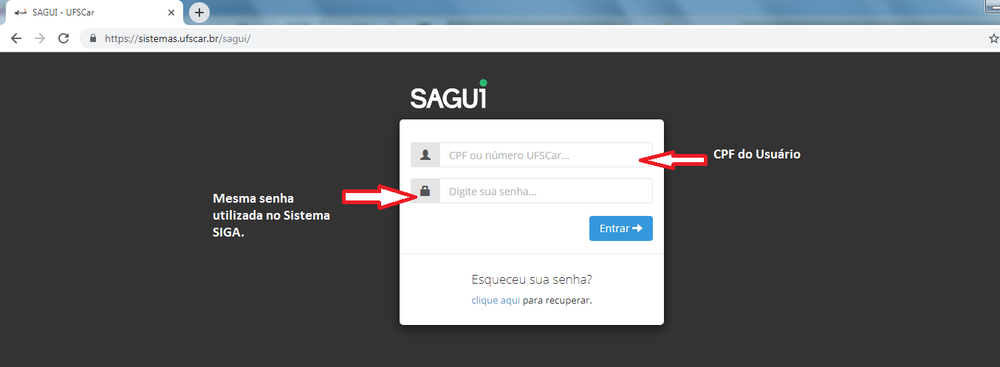 SAGUI - UFSCar
https://sistemas.ufscar.br/sagui/
SAGUI
CPF ou número UFSCar...
CPF do Usuário
Digite sua senha...
Mesma senha
utilizada no Sistema
SIGA.
Entrar
Esqueceu sua senha?
clique aqui para recuperar.